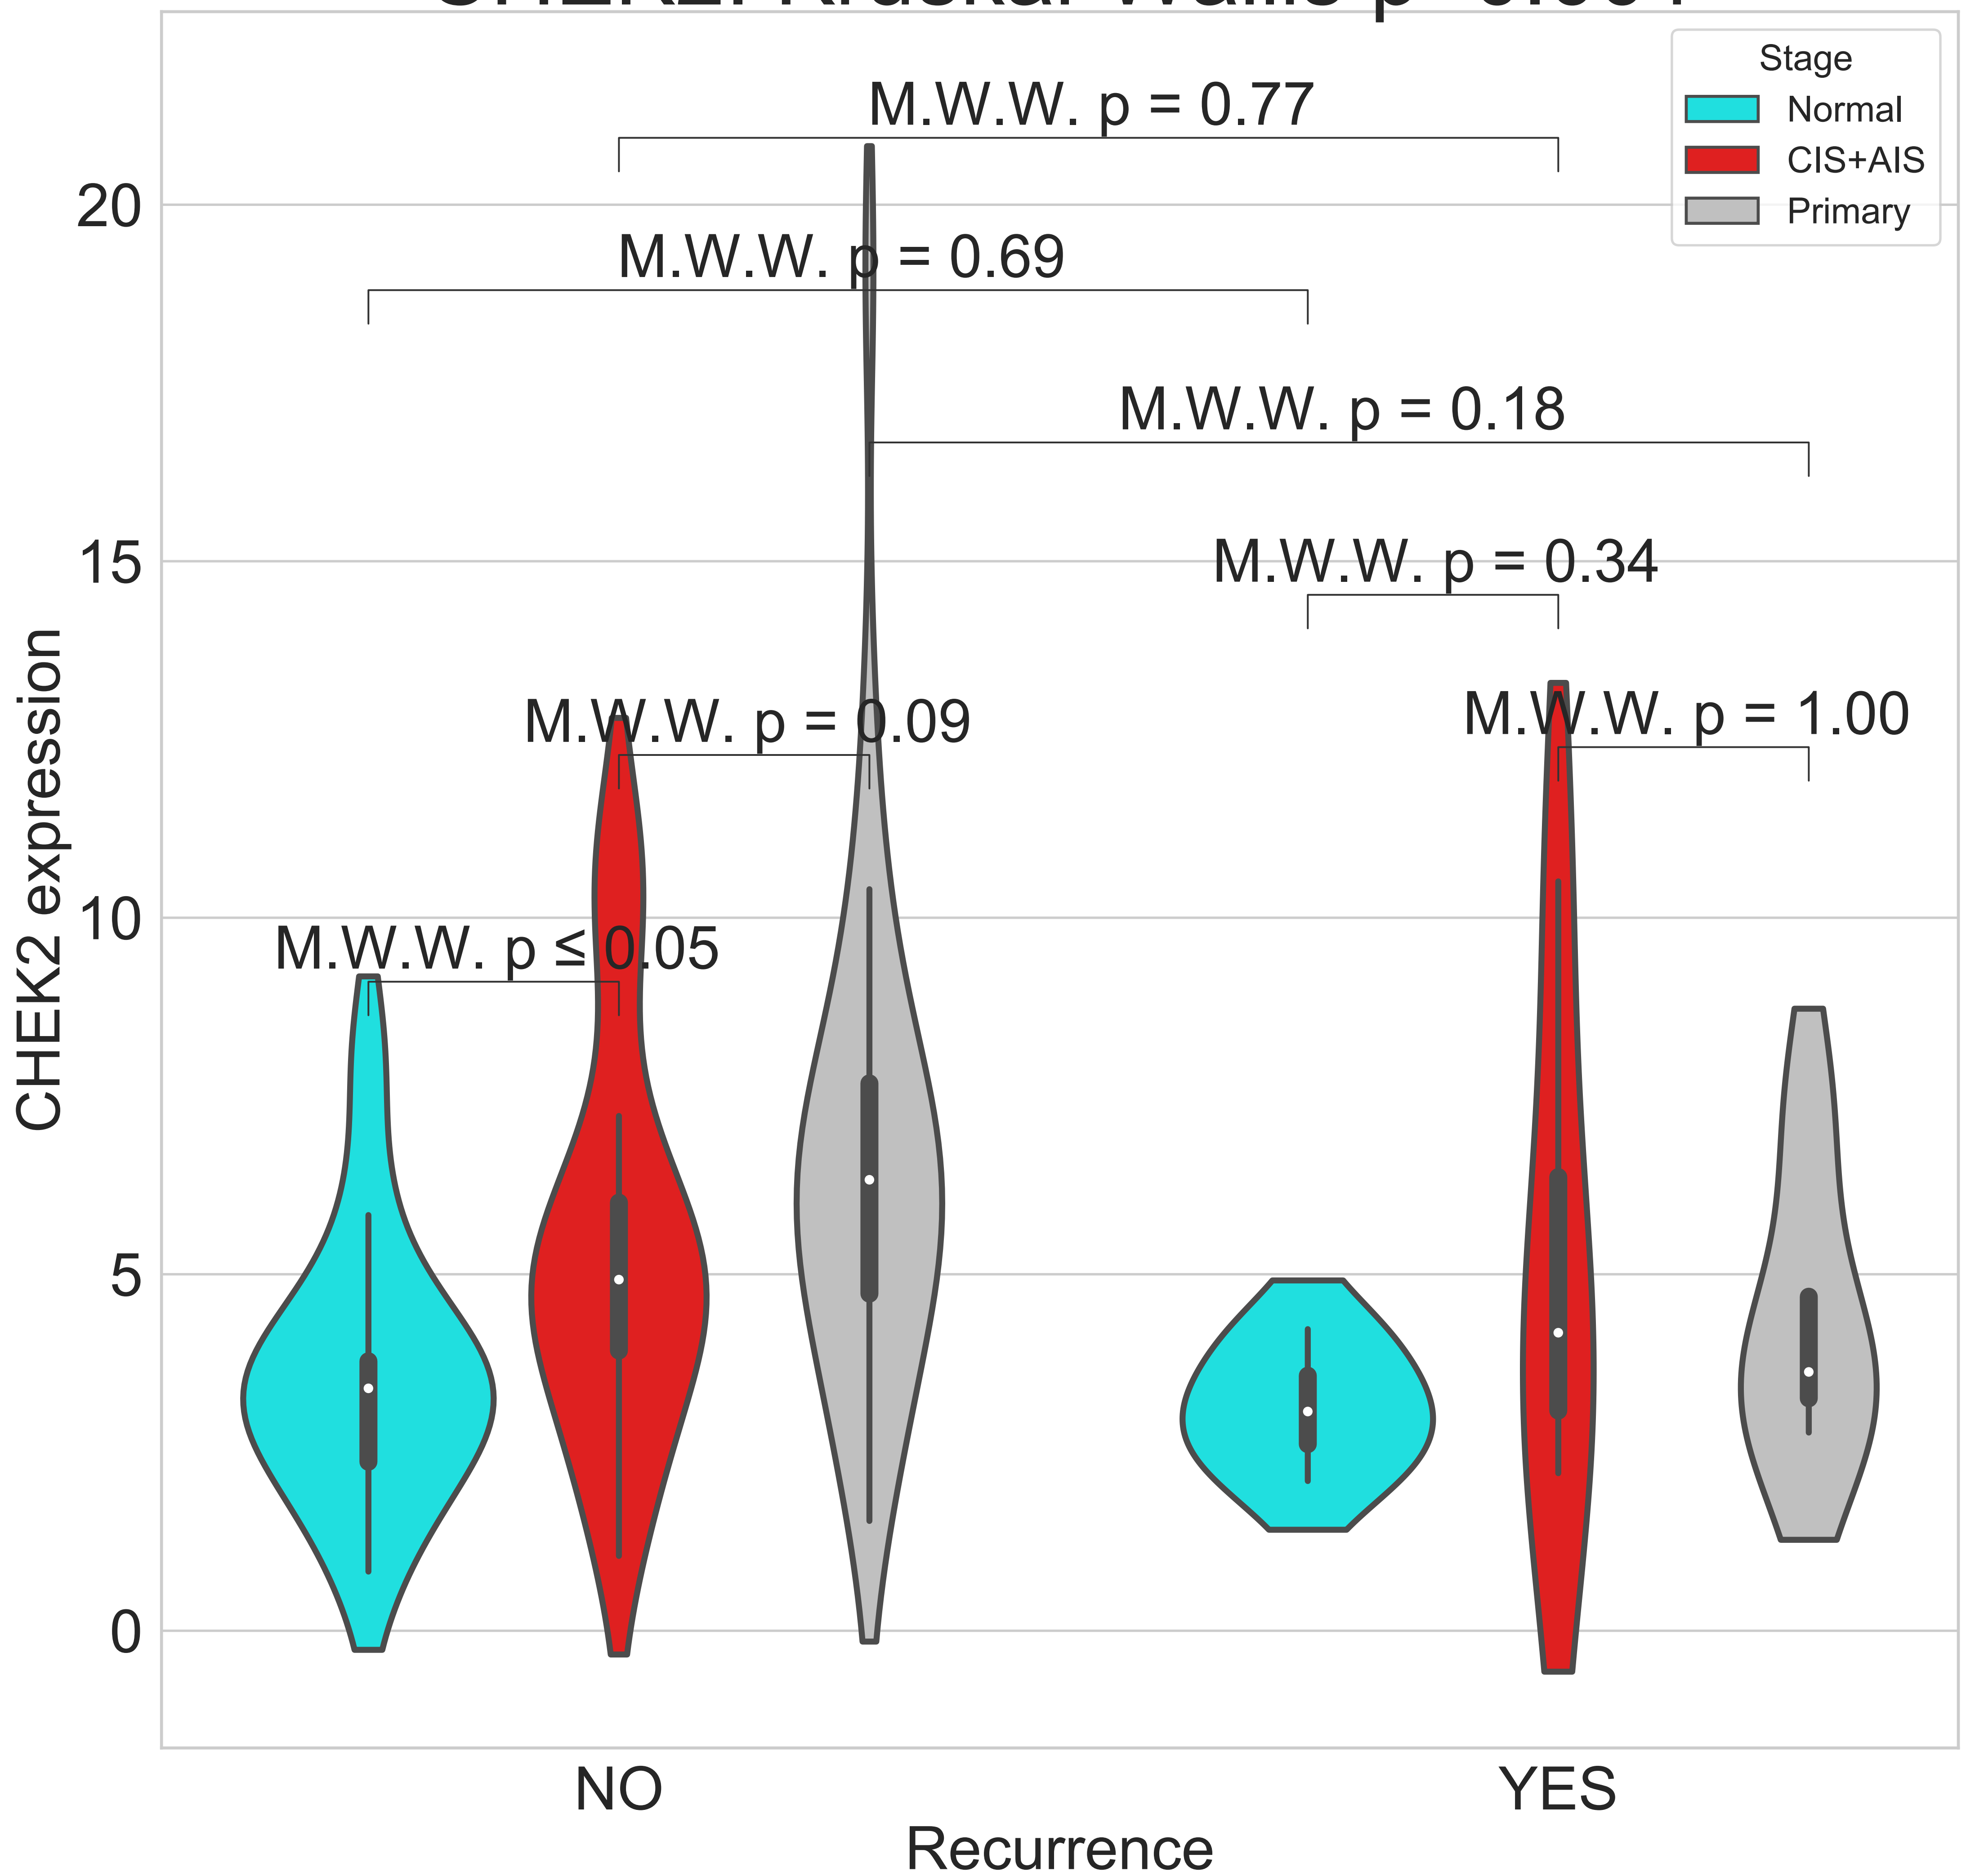 Stage
Normal
CIS+AIS
Primary
M.W.W. p = 0.77
M.W.W. p = 0.69
M.W.W. p = 0.18
M.W.W. p = 0.34
M.W.W. p = 0.09
M.W.W. p = 1.00
M.W.W. p ≤ 0.05
CHEK2 expression
20
15
10
5
0
NO
YES
Recurrence